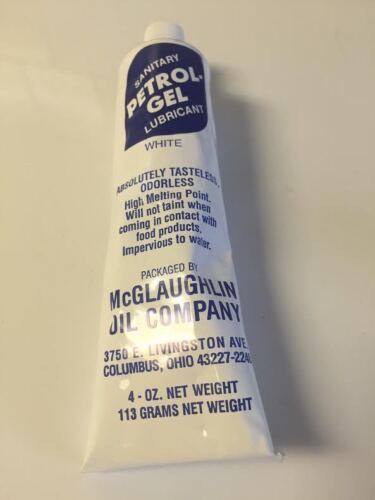 SANITARY
PETROL-
GEL
LUBRICANT
WHITE
ABSOLUTELY TASTELESS,
ODORLESS
High Melting Point.
Will not taint when
coming in contact with
food products.
Impervious to water.
PACKAGED BY
McGLAUGHLIN
OIL COMPANY
3750 E. LIVINGSTON AVE.
COLUMBUS, OHIO 43227-2246
4 - OZ. NET WEIGHT
113 GRAMS NET WEIGHT